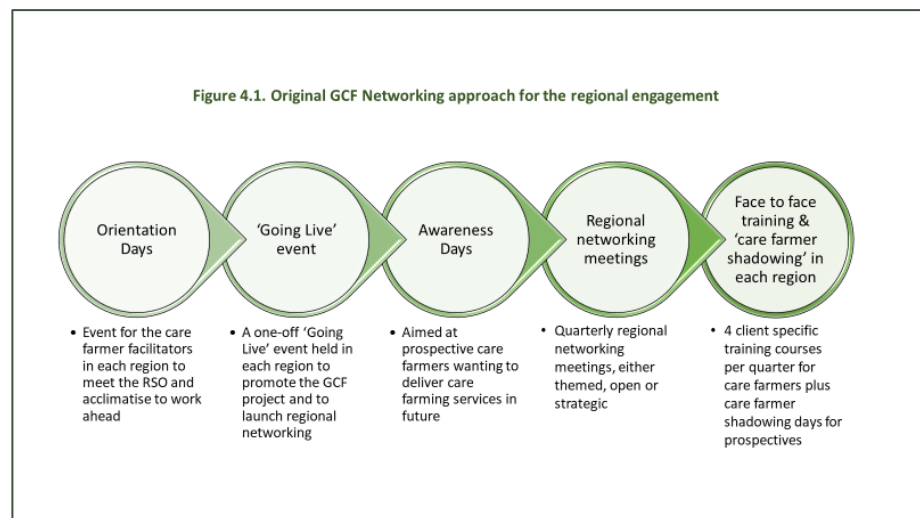 Figure 4.1. Original GCF Networking approach for the regional engagement
Orientation
Days
‘Going Live’
event
Awareness
Days
Regional
networking
meetings
Face to face
training &
‘care farmer
shadowing’ in
each region
• Event for the care
farmer facilitators
in each region to
meet the RSO and
acclimatise to work
ahead
• A one-off ‘Going
Live’ event held in
each region to
promote the GCF
project and to
launch regional
networking
• Aimed at
prospective care
farmers wanting to
deliver care
farming services in
future
• Quarterly regional
networking
meetings, either
themed, open or
strategic
• 4 client specific
training courses
per quarter for
care farmers plus
care farmer
shadowing days for
prospectives